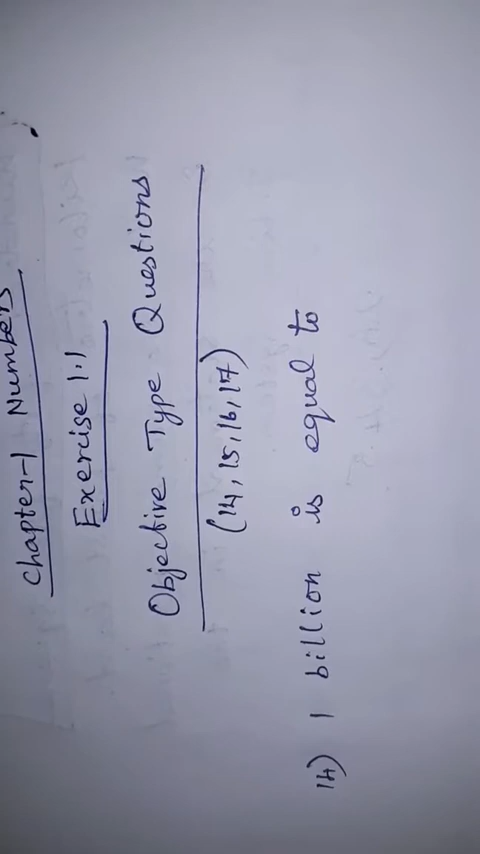 Chapter-1 Numbers
Exercise 1.1
Objective Type Questions
(14, 15, 16, 17)
14) 1 billion is equal to